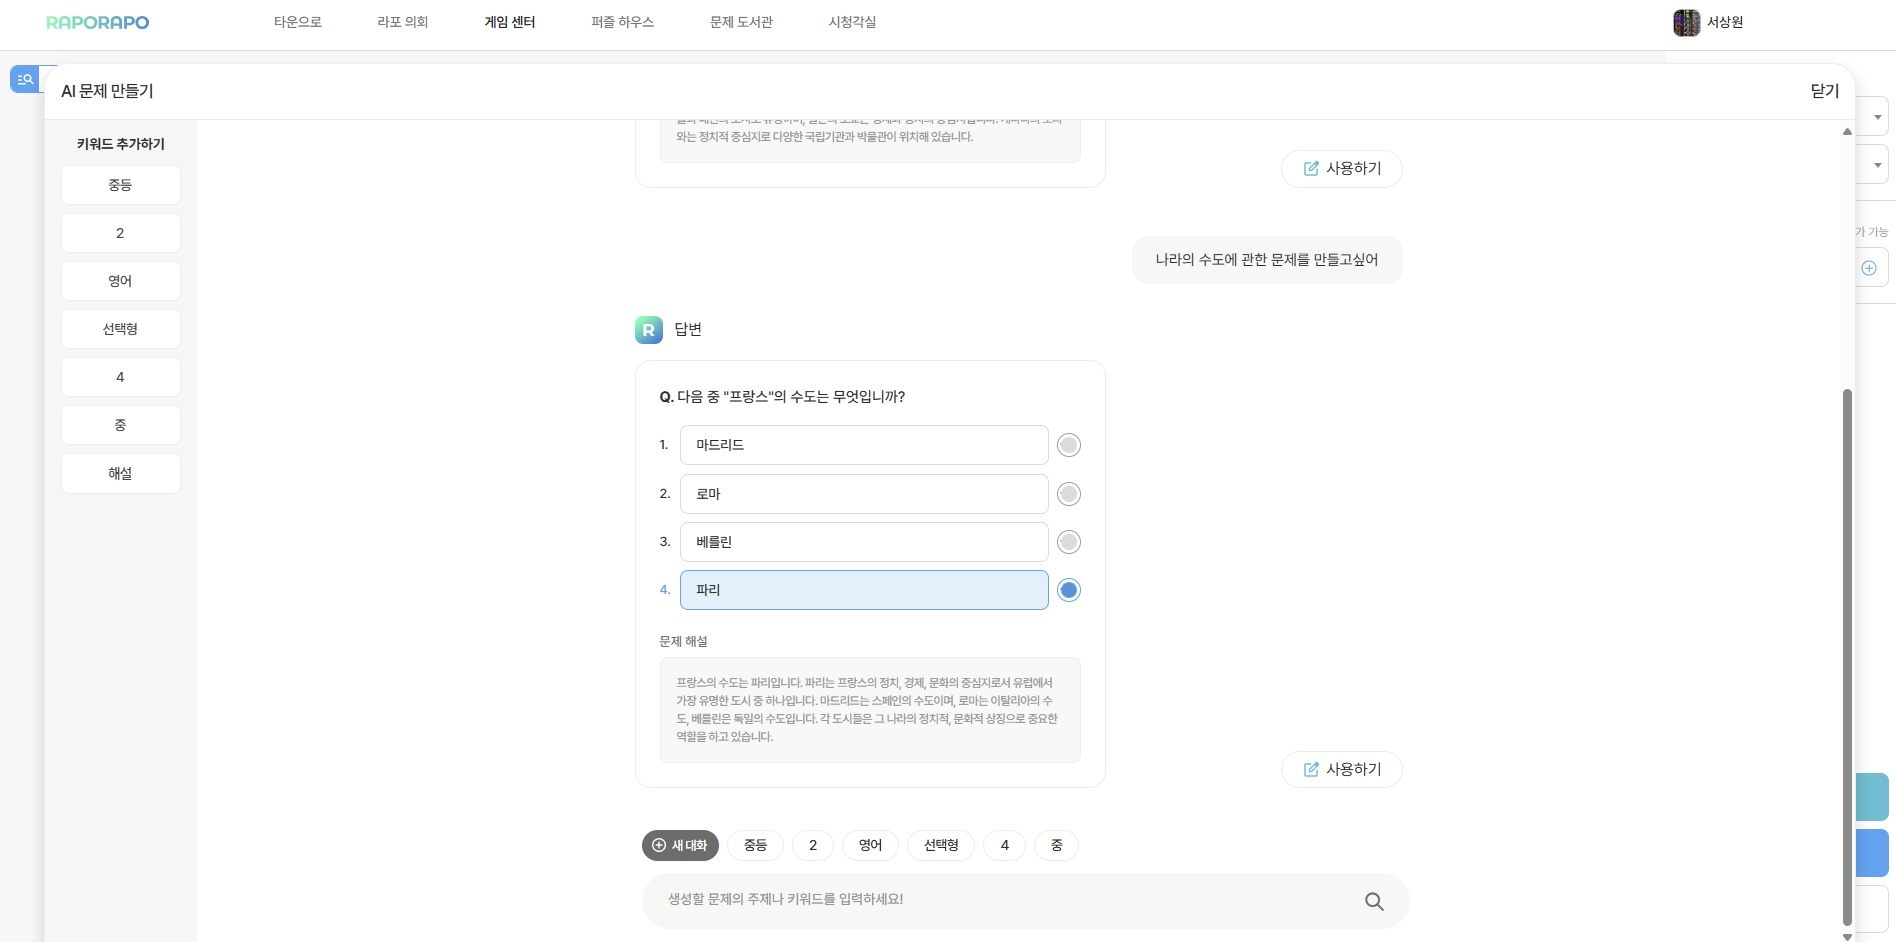 RAPORAPO
타운으로
라포 의회
게임 센터
퍼즐 하우스
문제 도서관
시청각실
서상원
AI 문제 만들기
닫기
키워드 추가하기
중등
2
영어
선택형
4
중
해설
와는 정치적 중심지로 다양한 국립기관과 박물관이 위치해 있습니다.
사용하기
가 가능
나라의 수도에 관한 문제를 만들고싶어
R 답변
Q. 다음 중 "프랑스"의 수도는 무엇입니까?
1. 마드리드
2. 로마
3. 베를린
4. 파리
문제 해설
프랑스의 수도는 파리입니다. 파리는 프랑스의 정치, 경제, 문화의 중심지로서 유럽에서
가장 유명한 도시 중 하나입니다. 마드리드는 스페인의 수도이며, 로마는 이탈리아의 수
도, 베를린은 독일의 수도입니다. 각 도시들은 그 나라의 정치적, 문화적 상징으로 중요한
역할을 하고 있습니다.
사용하기
새 대화
중등
2
영어
선택형
4
중
생성할 문제의 주제나 키워드를 입력하세요!